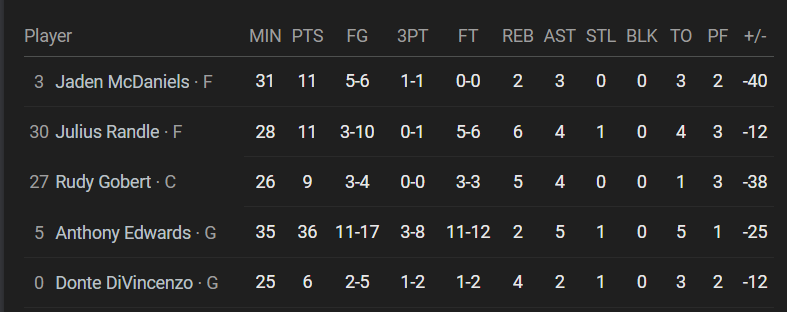 Player MIN PTS FG 3PT FT REB AST STL BLK TO PF +/-
3 Jaden McDaniels · F 31 11 5-6 1-1 0-0 2 3 0 0 3 2 -40
30 Julius Randle · F 28 11 3-10 0-1 5-6 6 4 1 0 4 3 -12
27 Rudy Gobert · C 26 9 3-4 0-0 3-3 5 4 0 0 1 3 -38
5 Anthony Edwards · G 35 36 11-17 3-8 11-12 2 5 1 0 5 1 -25
0 Donte DiVincenzo · G 25 6 2-5 1-2 1-2 4 2 1 0 3 2 -12